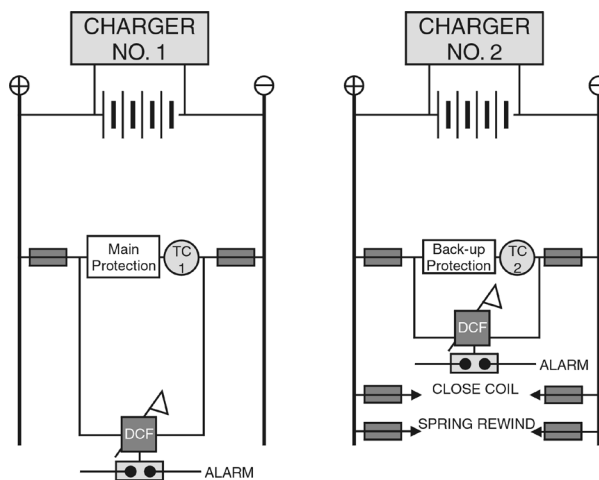 CHARGER
NO. 1
CHARGER
NO. 2
+
−
+
−
Main
Protection
TC
1
Back-up
Protection
TC
2
DCF
ALARM
CLOSE COIL
SPRING REWIND
DCF
ALARM